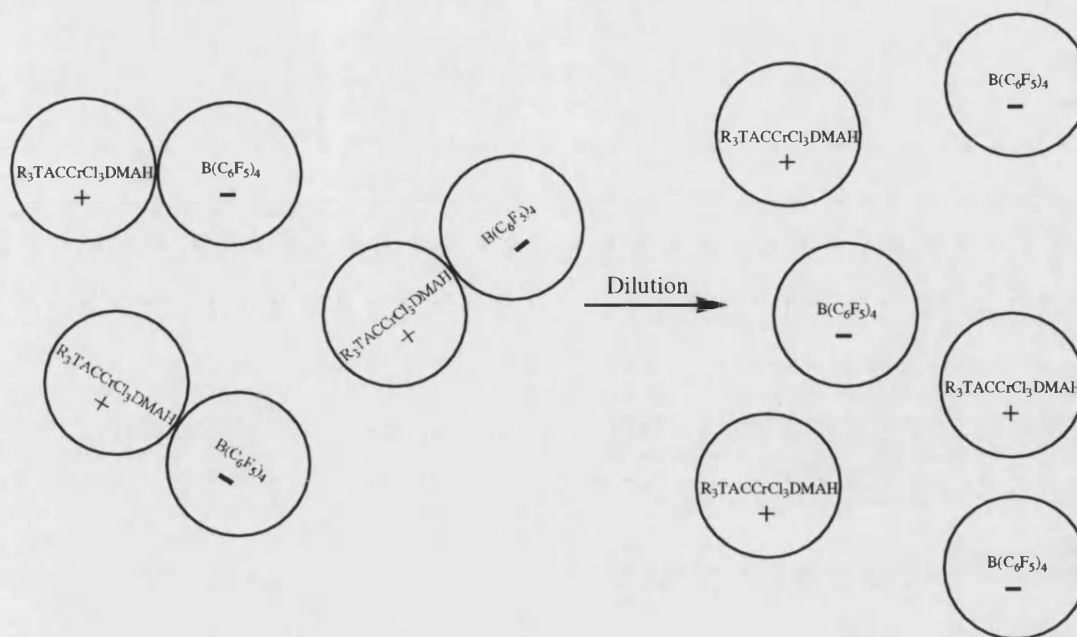 R₃TACCrCl₃DMAH
+
B(C₆F₅)₄
−
R₃TACCrCl₃DMAH
+
B(C₆F₅)₄
−
R₃TACCrCl₃DMAH
+
B(C₆F₅)₄
−
Dilution
R₃TACCrCl₃DMAH
+
B(C₆F₅)₄
−
B(C₆F₅)₄
−
R₃TACCrCl₃DMAH
+
R₃TACCrCl₃DMAH
+
B(C₆F₅)₄
−